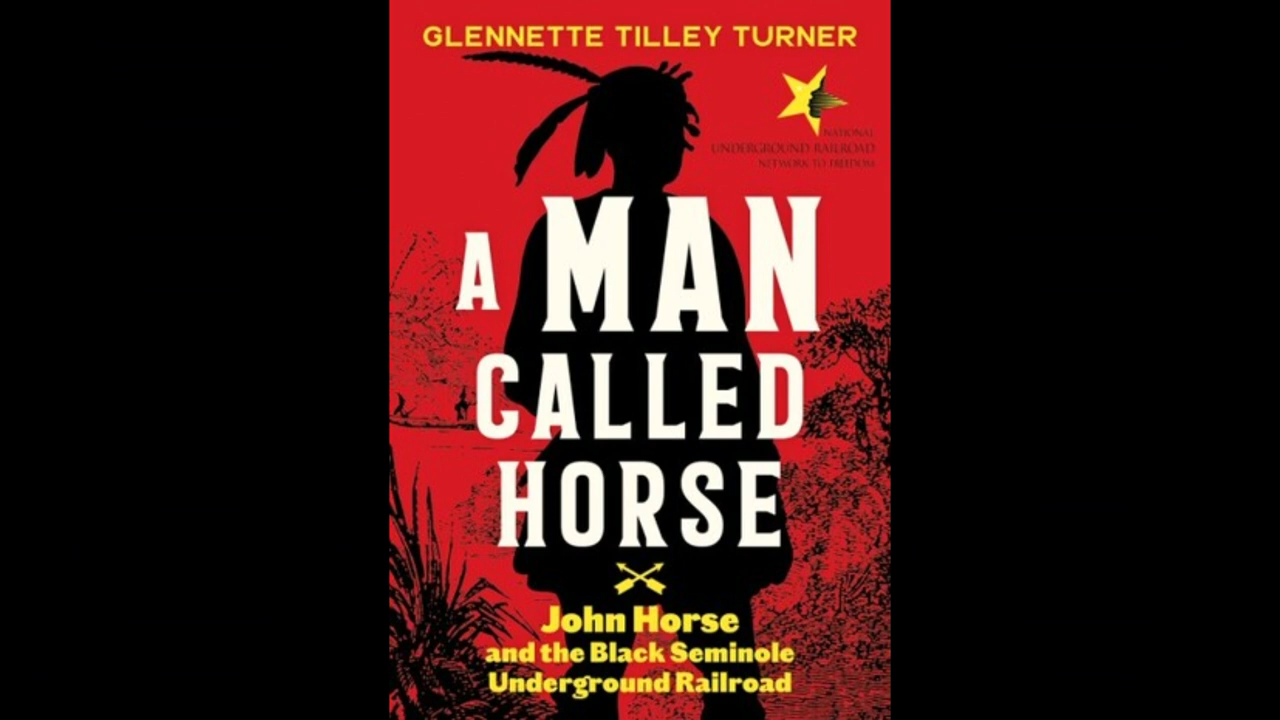 GLENNETTE TILLEY TURNER
NATIONAL
UNDERGROUND RAILROAD
NETWORK TO FREEDOM
A MAN
CALLED
HORSE
John Horse
and the Black Seminole
Underground Railroad